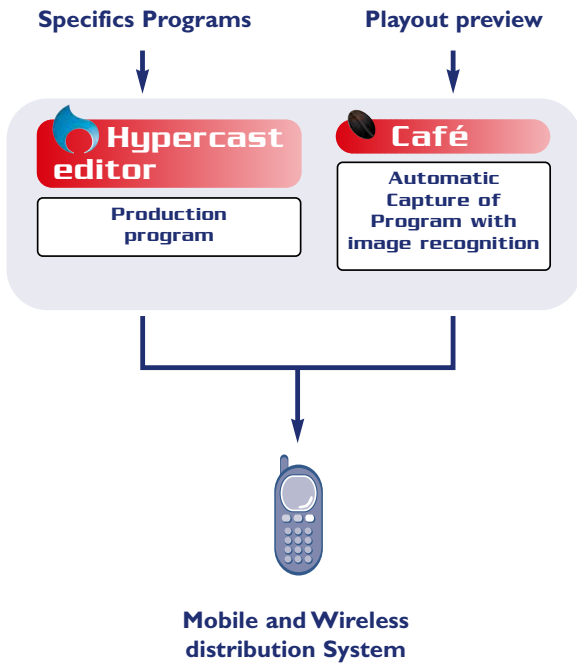 Specifics Programs
Playout preview
Hypercast
editor
Café
Production
program
Automatic
Capture of
Program with
image recognition
Mobile and Wireless
distribution System